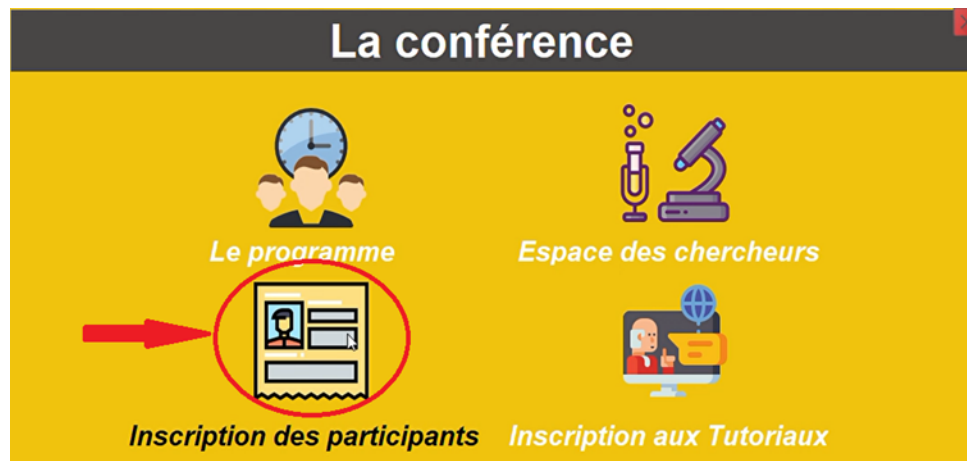 La conférence
Le programme
Espace des chercheurs
Inscription des participants
Inscription aux Tutoriaux